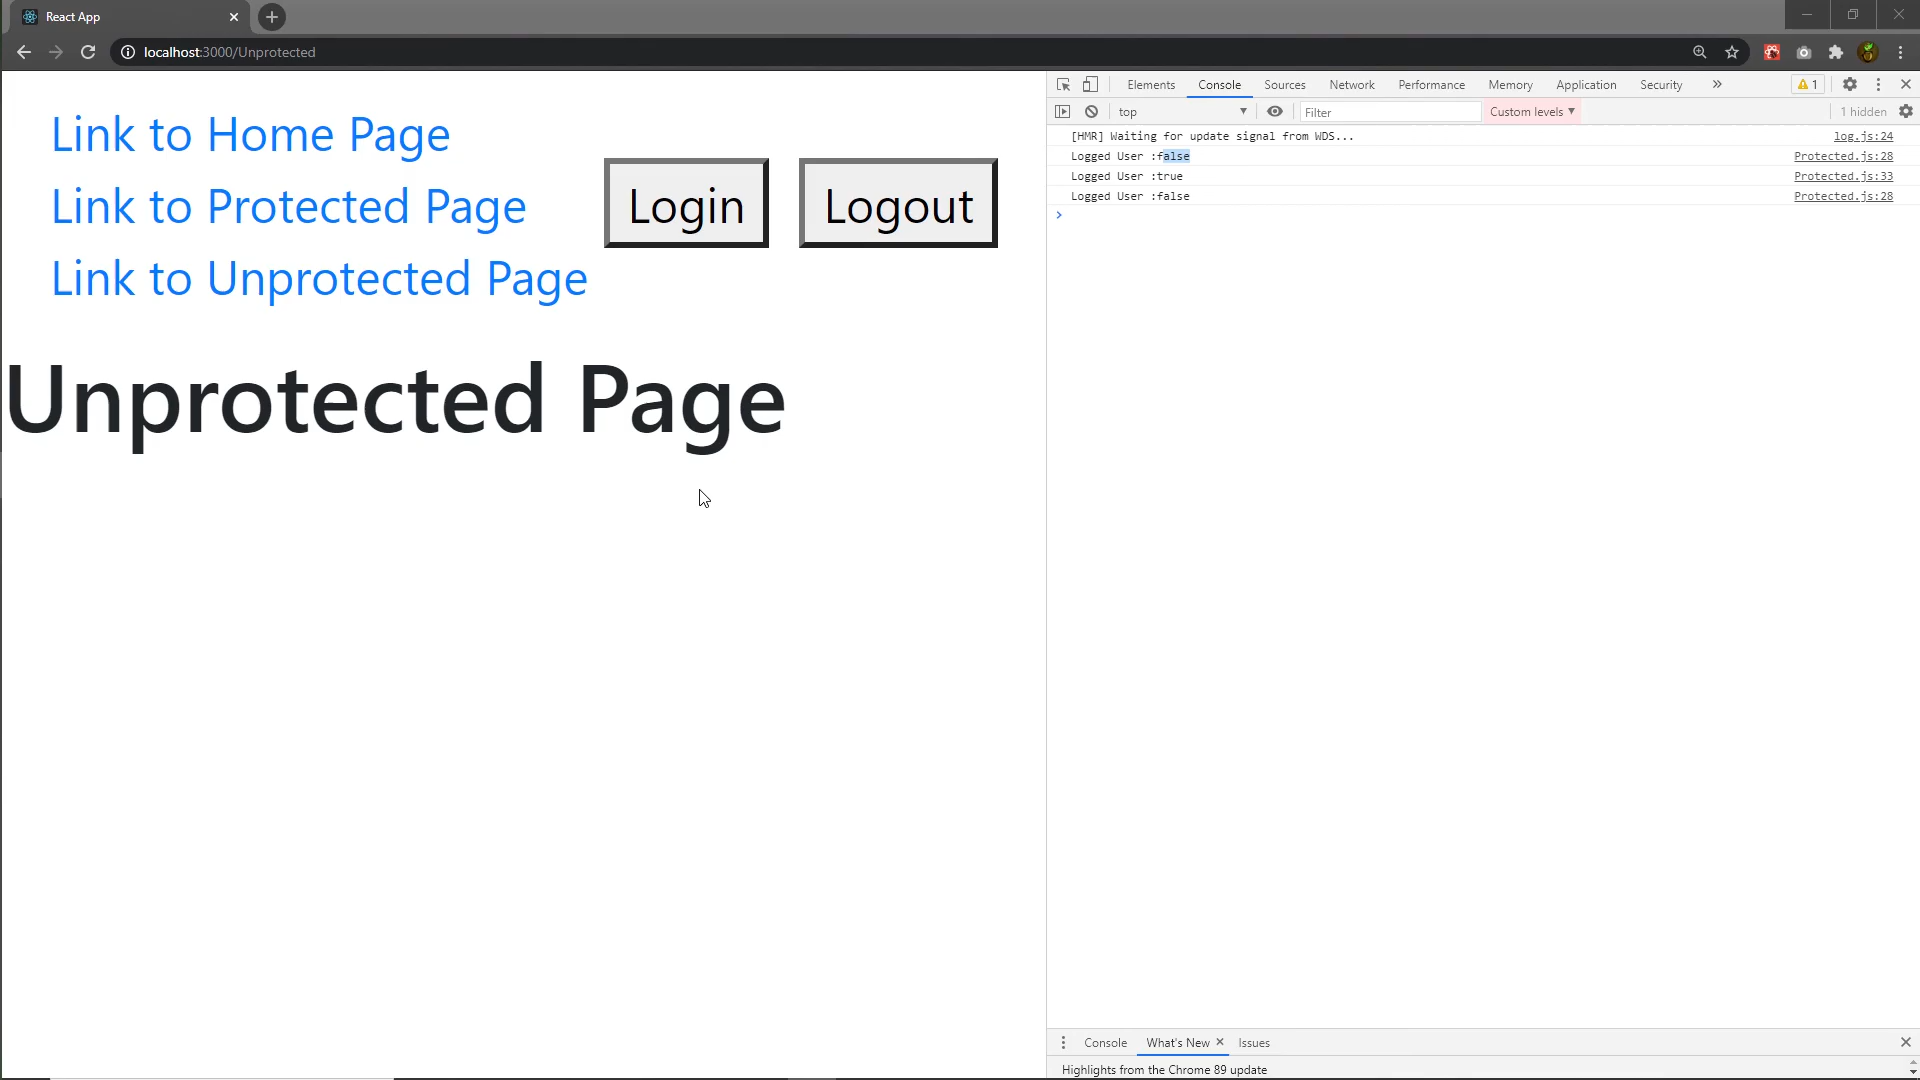 React App
localhost:3000/Unprotected
Link to Home Page
Link to Protected Page
Link to Unprotected Page
Login
Logout
Unprotected Page
Elements Console Sources Network Performance Memory Application Security 1
top Filter Custom levels 1 hidden
[HMR] Waiting for update signal from WDS... log.js:24
Logged User :false Protected.js:28
Logged User :true Protected.js:33
Logged User :false Protected.js:28
Console What's New Issues
Highlights from the Chrome 89 update